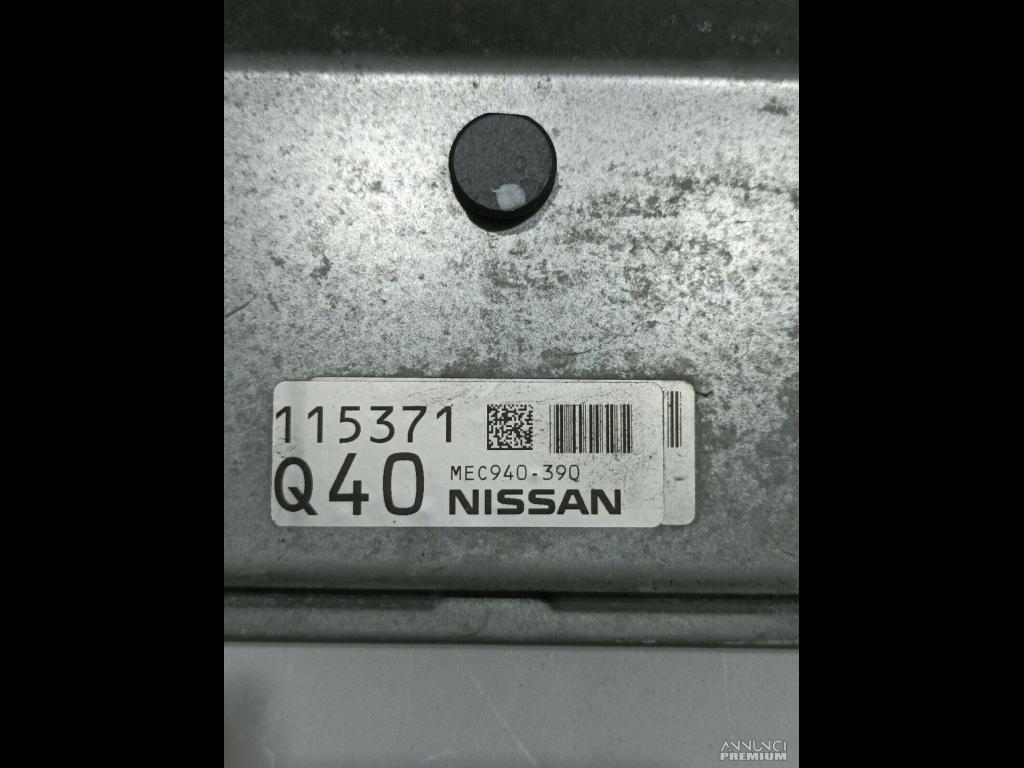 115371
Q40
MEC940-390
NISSAN
ANNUNCI
PREMIUM